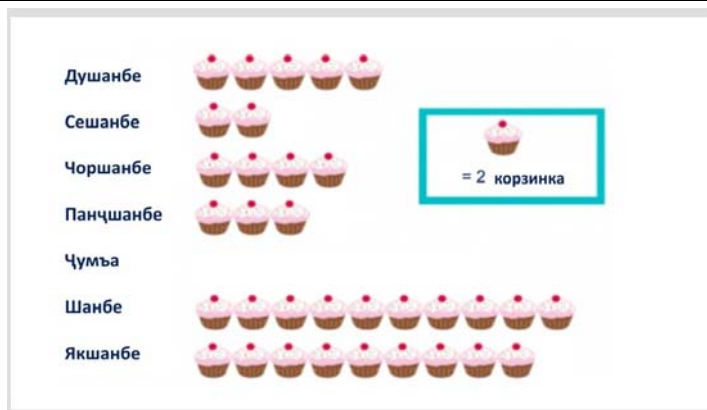 Душанбе
Сешанбе
Чоршанбе
= 2 корзинка
Панҷшанбе
Ҷумъа
Шанбе
Якшанбе